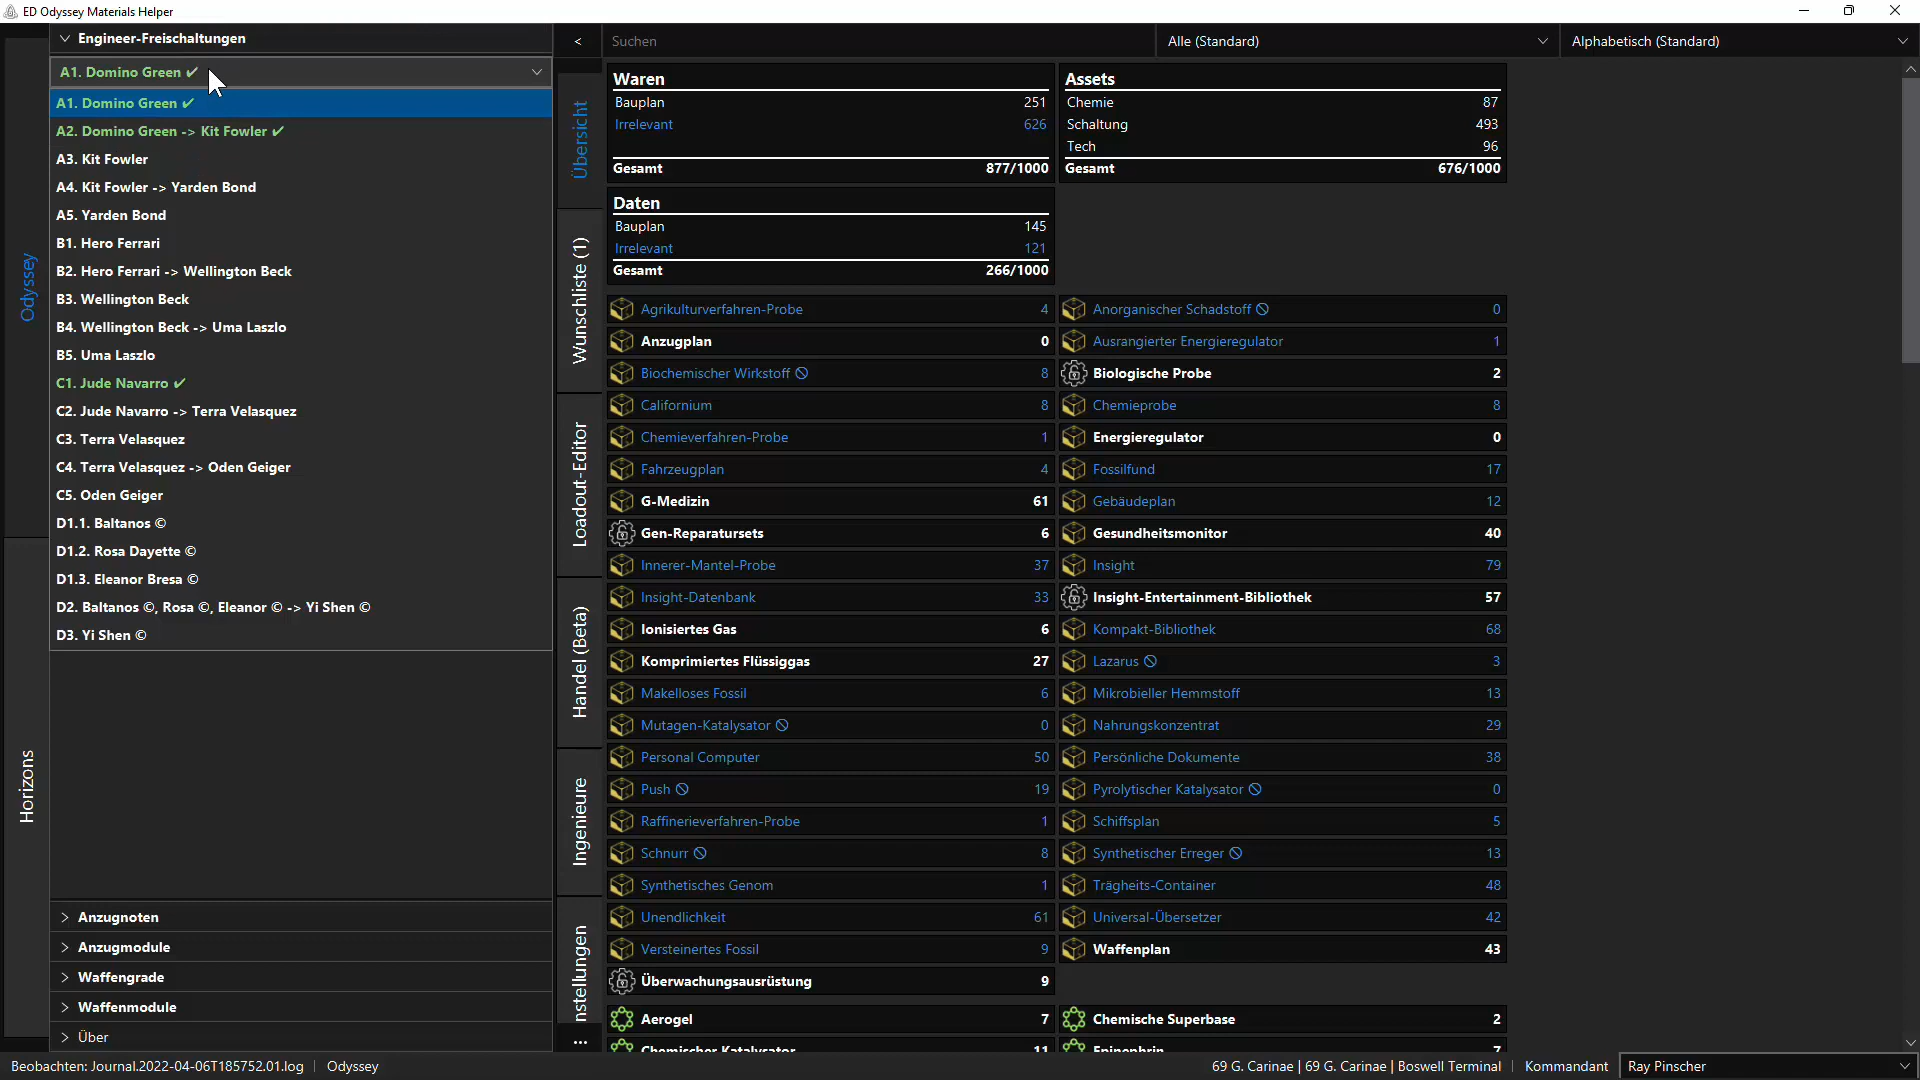 ED Odyssey Materials Helper
Engineer-Freischaltungen
A1. Domino Green ✔
A1. Domino Green ✔
A2. Domino Green -> Kit Fowler ✔
A3. Kit Fowler
A4. Kit Fowler -> Yarden Bond
A5. Yarden Bond
B1. Hero Ferrari
B2. Hero Ferrari -> Wellington Beck
B3. Wellington Beck
B4. Wellington Beck -> Uma Laszlo
B5. Uma Laszlo
C1. Jude Navarro ✔
C2. Jude Navarro -> Terra Velasquez
C3. Terra Velasquez
C4. Terra Velasquez -> Oden Geiger
C5. Oden Geiger
D1.1. Baltanos ©
D1.2. Rosa Dayette ©
D1.3. Eleanor Bresa ©
D2. Baltanos ©, Rosa ©, Eleanor © -> Yi Shen ©
D3. Yi Shen ©
Anzugnoten
Anzugmodule
Waffengrade
Waffenmodule
Über
Odyssey
Horizons
<
Suchen
Alle (Standard)
Alphabetisch (Standard)
Übersicht
Wunschliste (1)
Loadout-Editor
Handel (Beta)
Ingenieure
nstellungen
...
Waren
Bauplan 251
Irrelevant 626
Gesamt 877/1000
Assets
Chemie 87
Schaltung 493
Tech 96
Gesamt 676/1000
Daten
Bauplan 145
Irrelevant 121
Gesamt 266/1000
Agrikulturverfahren-Probe 4
Anorganischer Schadstoff 0
Anzugplan 0
Ausrangierter Energieregulator 1
Biochemischer Wirkstoff 8
Biologische Probe 2
Californium 8
Chemieprobe 8
Chemieverfahren-Probe 1
Energieregulator 0
Fahrzeugplan 4
Fossilfund 17
G-Medizin 61
Gebäudeplan 12
Gen-Reparatursets 6
Gesundheitsmonitor 40
Innerer-Mantel-Probe 37
Insight 79
Insight-Datenbank 33
Insight-Entertainment-Bibliothek 57
Ionisiertes Gas 6
Kompakt-Bibliothek 68
Komprimiertes Flüssiggas 27
Lazarus 3
Makelloses Fossil 6
Mikrobieller Hemmstoff 13
Mutagen-Katalysator 0
Nahrungskonzentrat 29
Personal Computer 50
Persönliche Dokumente 38
Push 19
Pyrolytischer Katalysator 0
Raffinerieverfahren-Probe 1
Schiffsplan 5
Schnurr 8
Synthetischer Erreger 13
Synthetisches Genom 1
Trägheits-Container 48
Unendlichkeit 61
Universal-Übersetzer 42
Versteinertes Fossil 9
Waffenplan 43
Überwachungsausrüstung 9
Aerogel 7
Chemische Superbase 2
Chemischer Katalysator 11
Epinephrin 7
Beobachten: Journal.2022-04-06T185752.01.log | Odyssey
69 G. Carinae | 69 G. Carinae | Boswell Terminal | Kommandant
Ray Pinscher